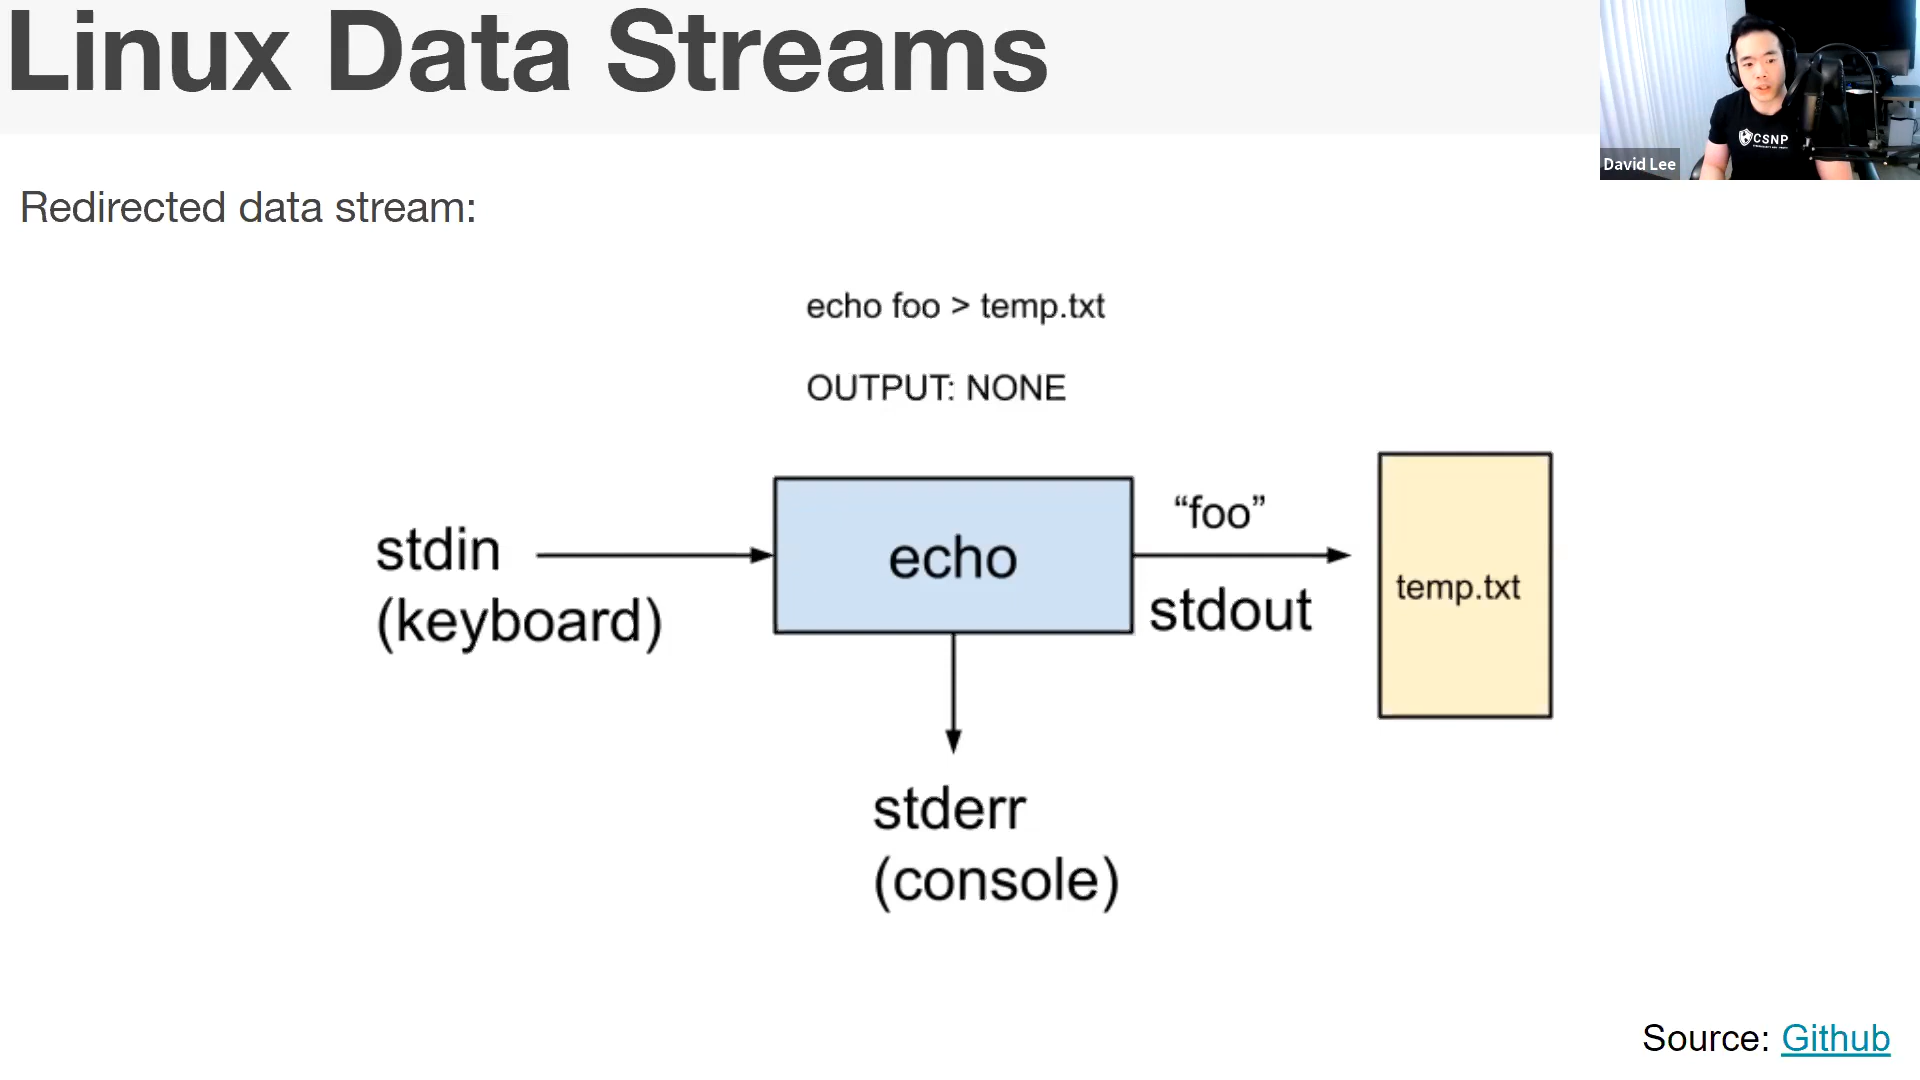 Linux Data Streams
CSNP
David Lee
Redirected data stream:
echo foo > temp.txt
OUTPUT: NONE
stdin
(keyboard)
echo
“foo”
stdout
temp.txt
stderr
(console)
Source: Github